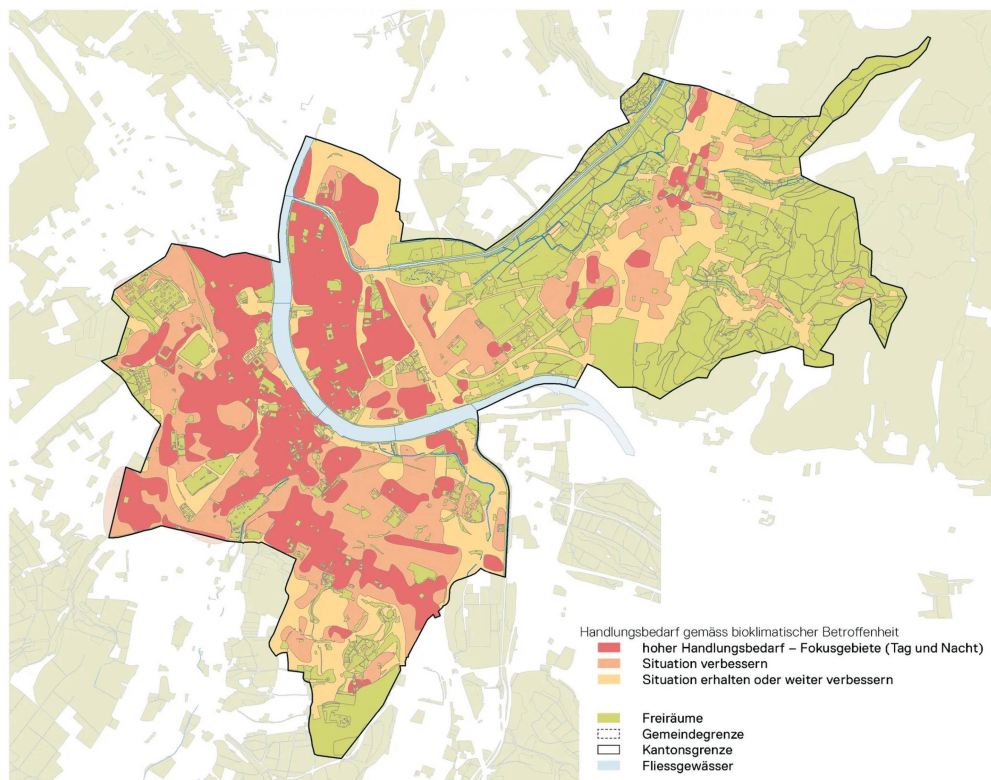 Handlungsbedarf gemäss bioklimatischer Betroffenheit
hoher Handlungsbedarf – Fokusgebiete (Tag und Nacht)
Situation verbessern
Situation erhalten oder weiter verbessern
Freiräume
Gemeindegrenze
Kantonsgrenze
Fliessgewässer